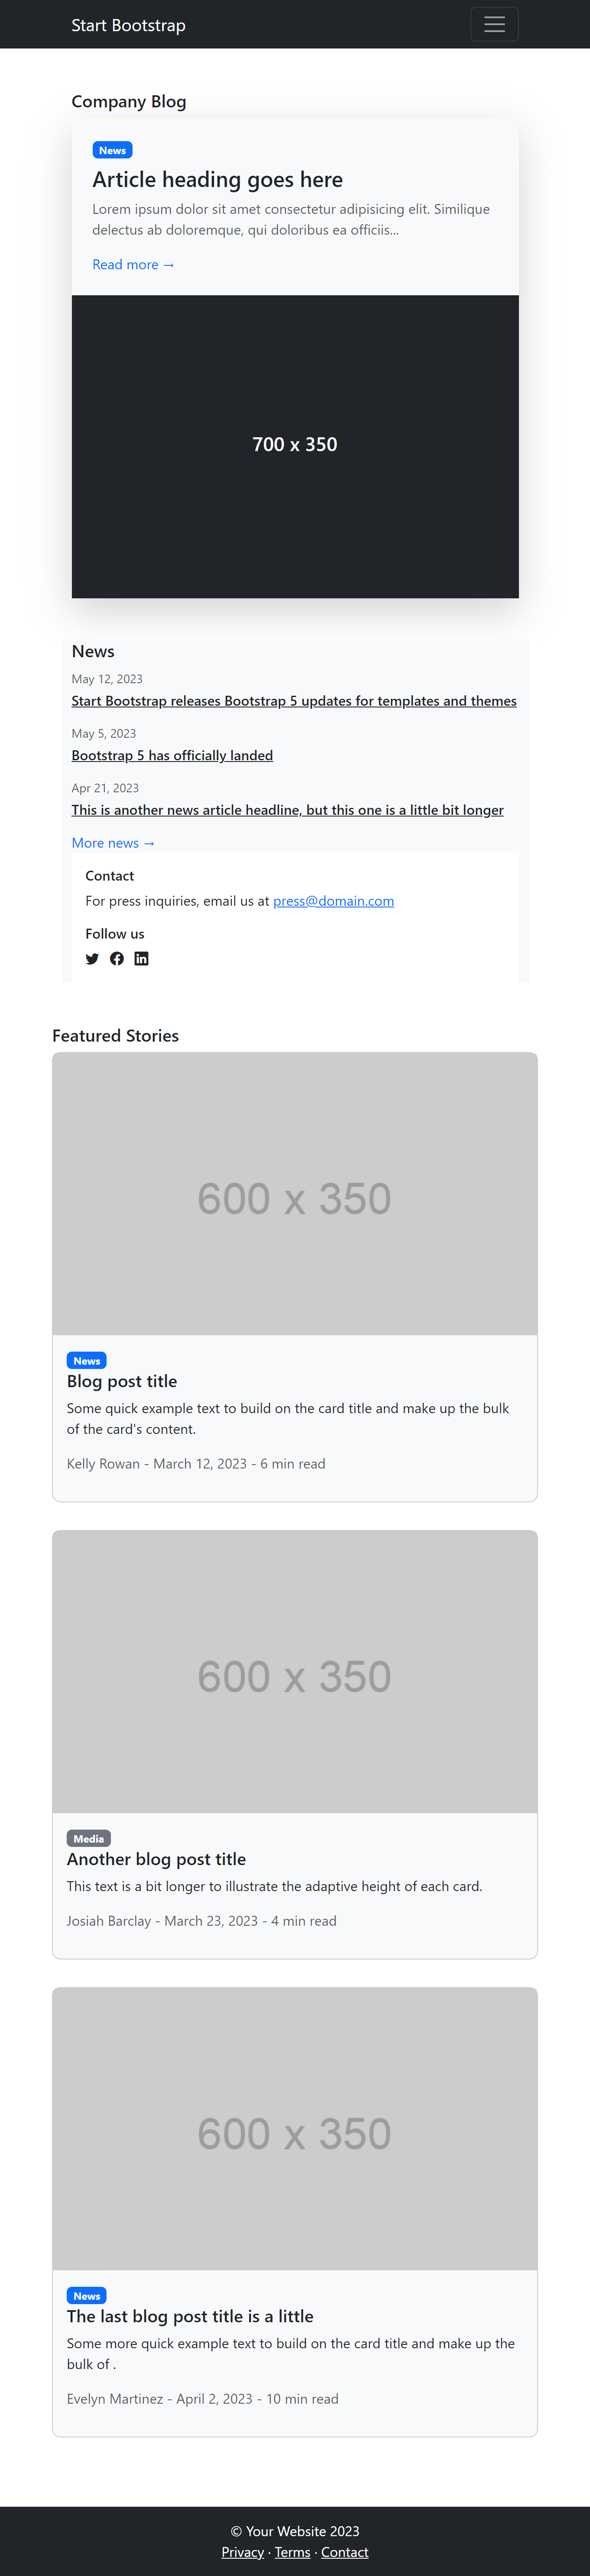 Start Bootstrap
Company Blog
News
Article heading goes here
Lorem ipsum dolor sit amet consectetur adipisicing elit. Similique
delectus ab doloremque, qui doloribus ea officiis...
Read more →
700 x 350
News
May 12, 2023
Start Bootstrap releases Bootstrap 5 updates for templates and themes
May 5, 2023
Bootstrap 5 has officially landed
Apr 21, 2023
This is another news article headline, but this one is a little bit longer
More news →
Contact
For press inquiries, email us at press@domain.com
Follow us
Featured Stories
600 x 350
News
Blog post title
Some quick example text to build on the card title and make up the bulk
of the card's content.
Kelly Rowan - March 12, 2023 - 6 min read
600 x 350
Media
Another blog post title
This text is a bit longer to illustrate the adaptive height of each card.
Josiah Barclay - March 23, 2023 - 4 min read
600 x 350
News
The last blog post title is a little
Some more quick example text to build on the card title and make up the
bulk of .
Evelyn Martinez - April 2, 2023 - 10 min read
© Your Website 2023
Privacy · Terms · Contact